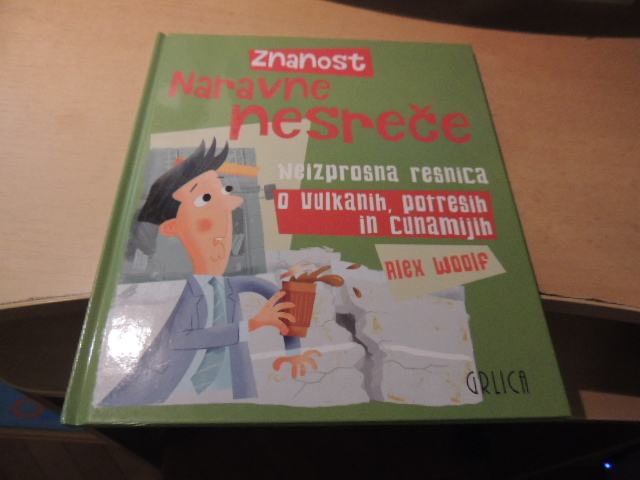 Znanost
Naravne
nesreče
Neizprosna resnica
o vulkanih, potresih
in cunamijih
Alex Woolf
GRLICA